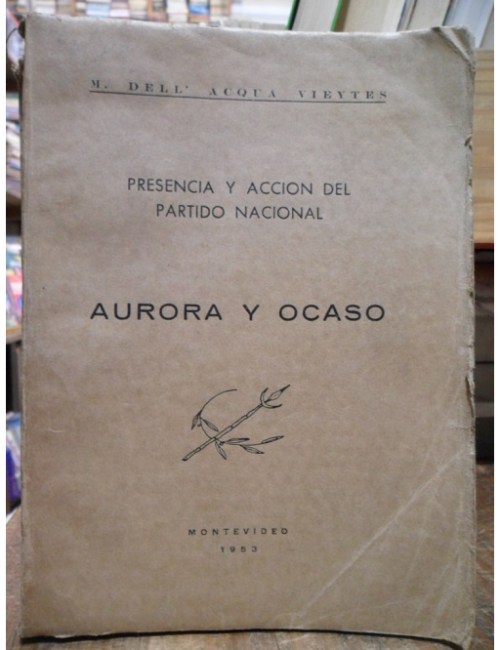 M. DELL' ACQUA VIEYTES
PRESENCIA Y ACCION DEL
PARTIDO NACIONAL
AURORA Y OCASO
MONTEVIDEO
1953